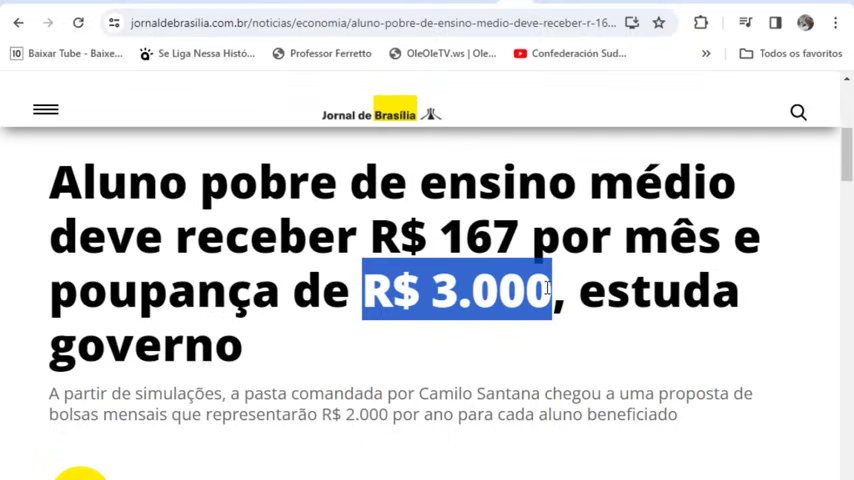 jornaldebrasilia.com.br/noticias/economia/aluno-pobre-de-ensino-medio-deve-receber-r-16...
10 Baixar Tube - Baixe... Se Liga Nessa Histó... Professor Ferretto OleOleTV.ws | Ole... Confederación Sud... » Todos os favoritos
Jornal de Brasília
Aluno pobre de ensino médio
deve receber R$ 167 por mês e
poupança de R$ 3.000, estuda
governo
A partir de simulações, a pasta comandada por Camilo Santana chegou a uma proposta de
bolsas mensais que representarão R$ 2.000 por ano para cada aluno beneficiado